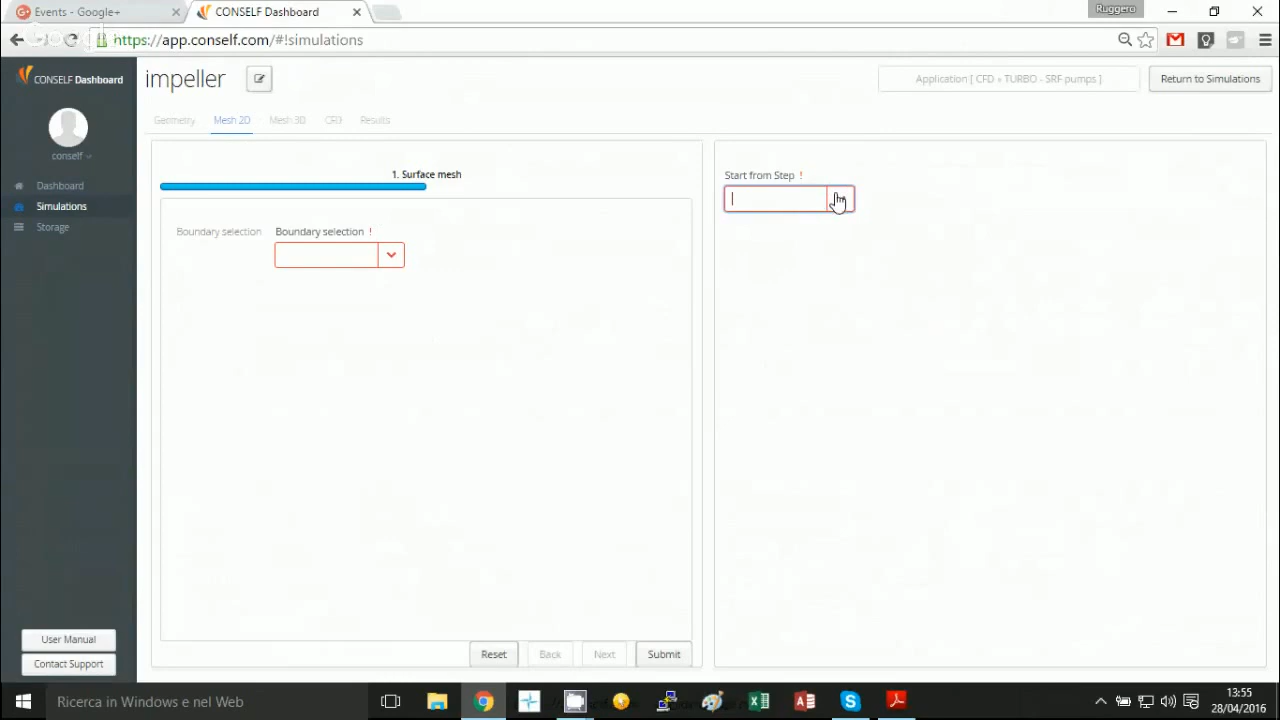 Events - Google+
CONSELF Dashboard
Ruggero
https://app.conself.com/#!simulations
CONSELF Dashboard
impeller
Application [ CFD » TURBO - SRF pumps ]
Return to Simulations
Geometry
Mesh 2D
Mesh 3D
CFD
Results
conself
Dashboard
Simulations
Storage
1. Surface mesh
Boundary selection
Boundary selection !
Start from Step !
Reset
Back
Next
Submit
User Manual
Contact Support
Ricerca in Windows e nel Web
13:55
28/04/2016